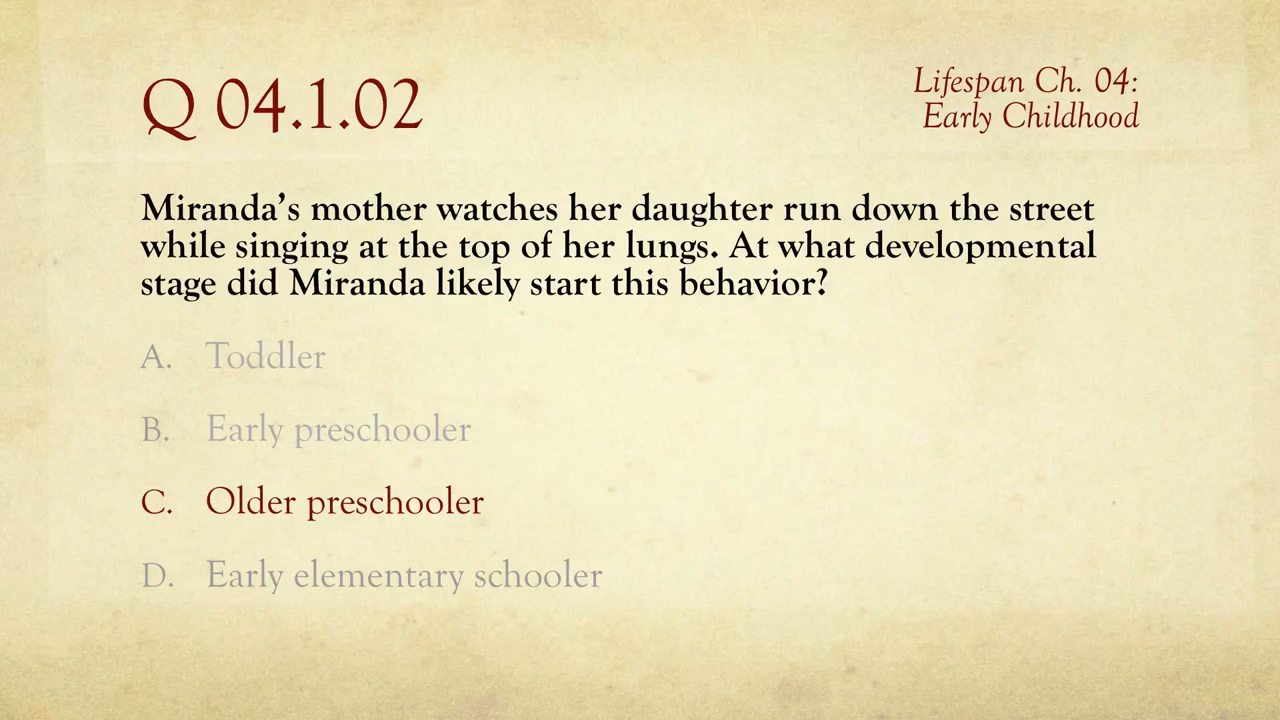 Q 04.1.02
Lifespan Ch. 04:
Early Childhood
Miranda’s mother watches her daughter run down the street
while singing at the top of her lungs. At what developmental
stage did Miranda likely start this behavior?
A. Toddler
B. Early preschooler
C. Older preschooler
D. Early elementary schooler